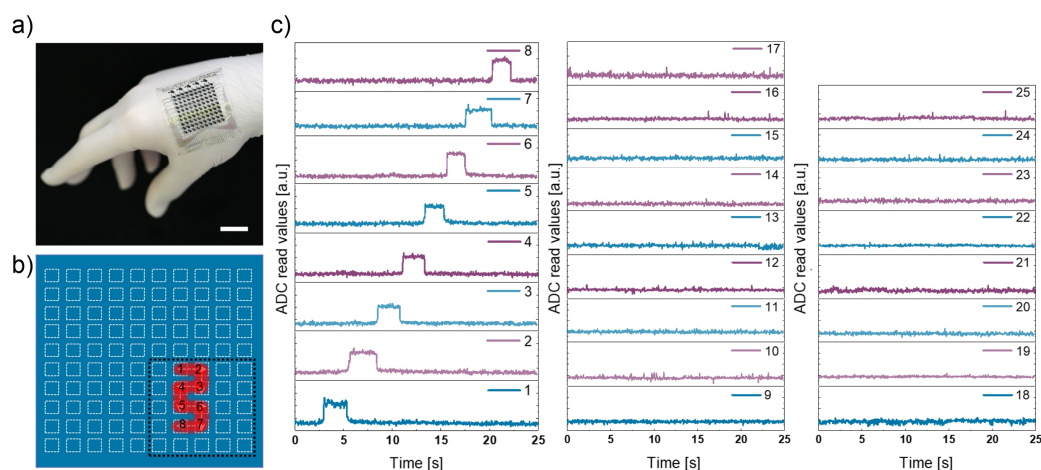 a)
b)
1 2
4 3
5 6
8 7
c)
ADC read values [a.u.]
8
7
6
5
4
3
2
1
0 5 10 15 20 25
Time [s]
ADC read values [a.u.]
17
16
15
14
13
12
11
10
9
0 5 10 15 20 25
Time [s]
ADC read values [a.u.]
25
24
23
22
21
20
19
18
0 5 10 15 20 25
Time [s]